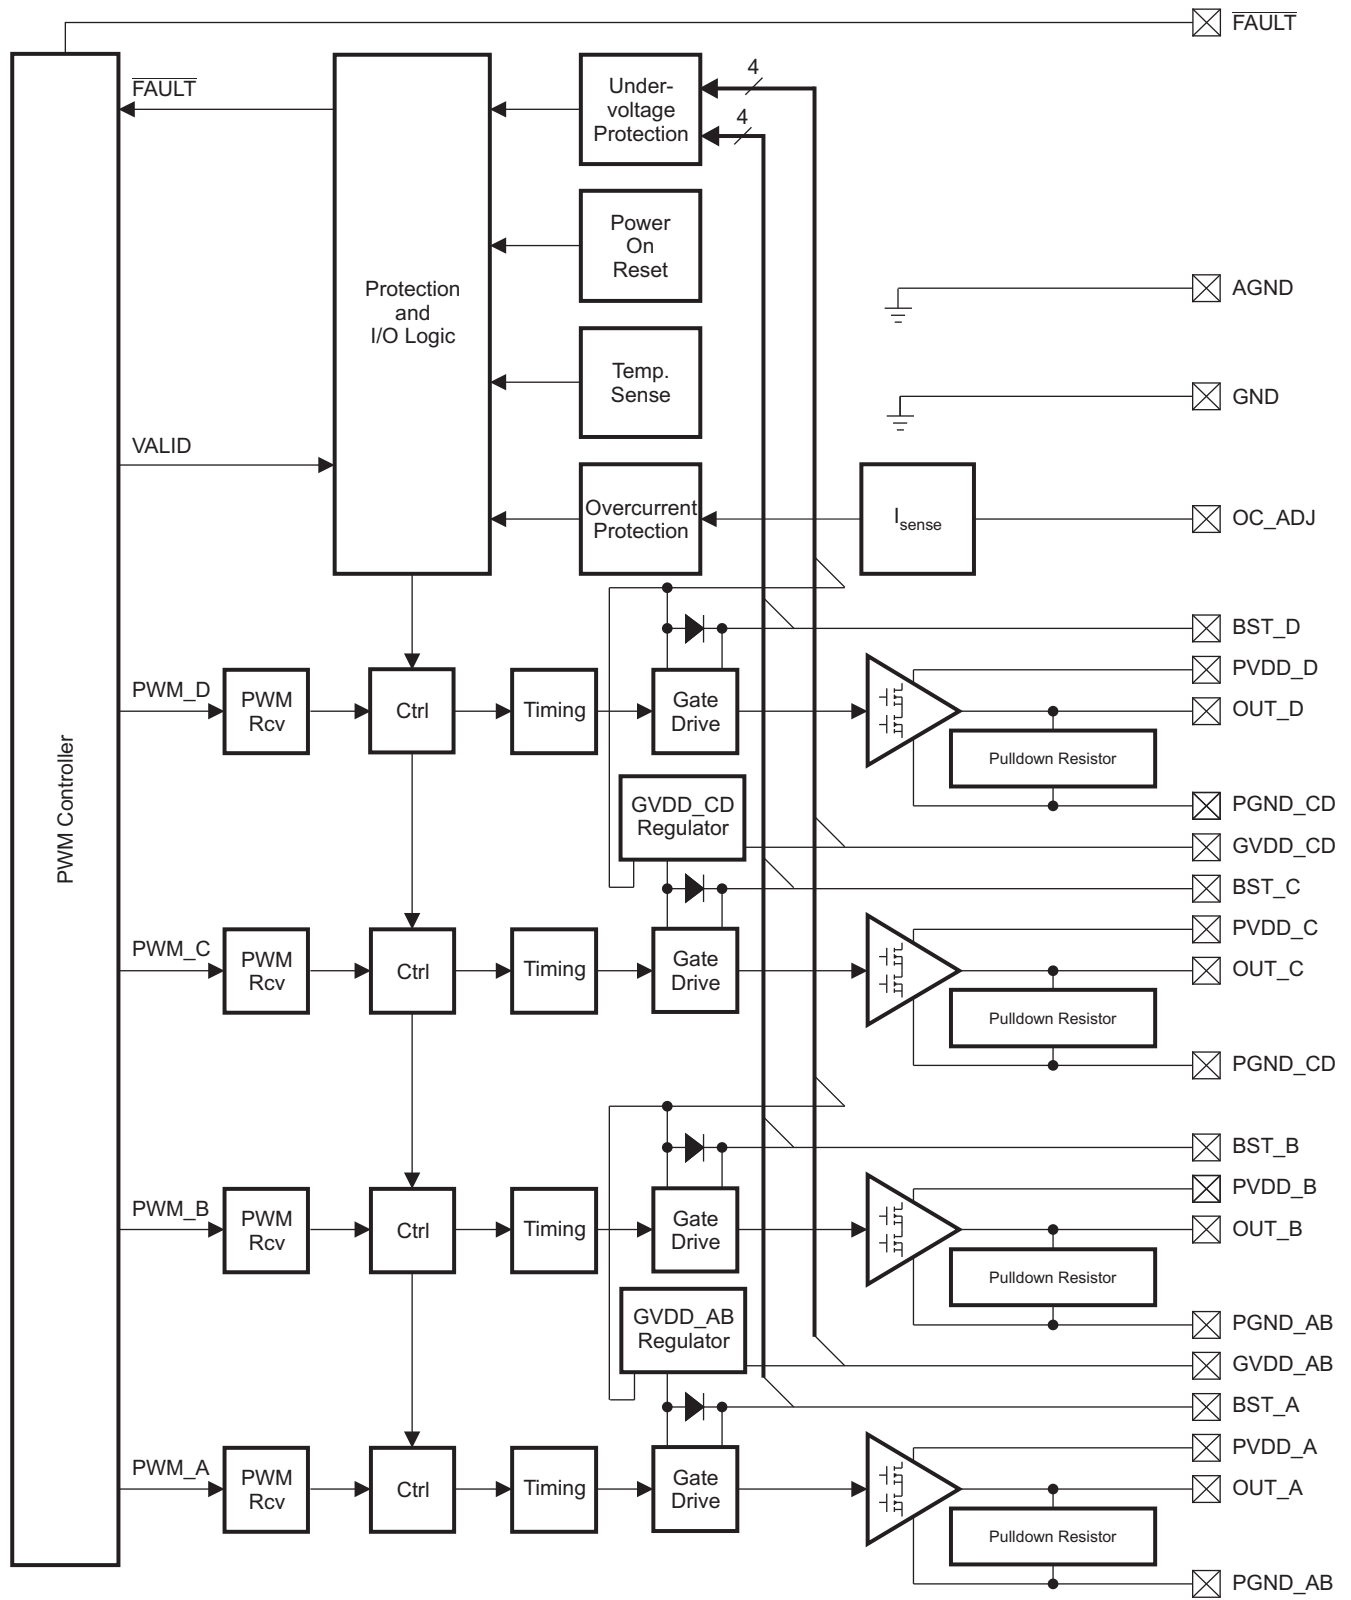 FAULT
FAULT
Under-
voltage
Protection
4
4
Power
On
Reset
AGND
Protection
and
I/O Logic
Temp.
Sense
GND
VALID
Overcurrent
Protection
Isense
OC_ADJ
BST_D
PVDD_D
PWM_D
PWM
Rcv
Ctrl
Timing
Gate
Drive
OUT_D
Pulldown Resistor
PWM Controller
GVDD_CD
Regulator
PGND_CD
GVDD_CD
BST_C
PVDD_C
PWM_C
PWM
Rcv
Ctrl
Timing
Gate
Drive
OUT_C
Pulldown Resistor
PGND_CD
BST_B
PVDD_B
PWM_B
PWM
Rcv
Ctrl
Timing
Gate
Drive
OUT_B
Pulldown Resistor
GVDD_AB
Regulator
PGND_AB
GVDD_AB
BST_A
PVDD_A
PWM_A
PWM
Rcv
Ctrl
Timing
Gate
Drive
OUT_A
Pulldown Resistor
PGND_AB